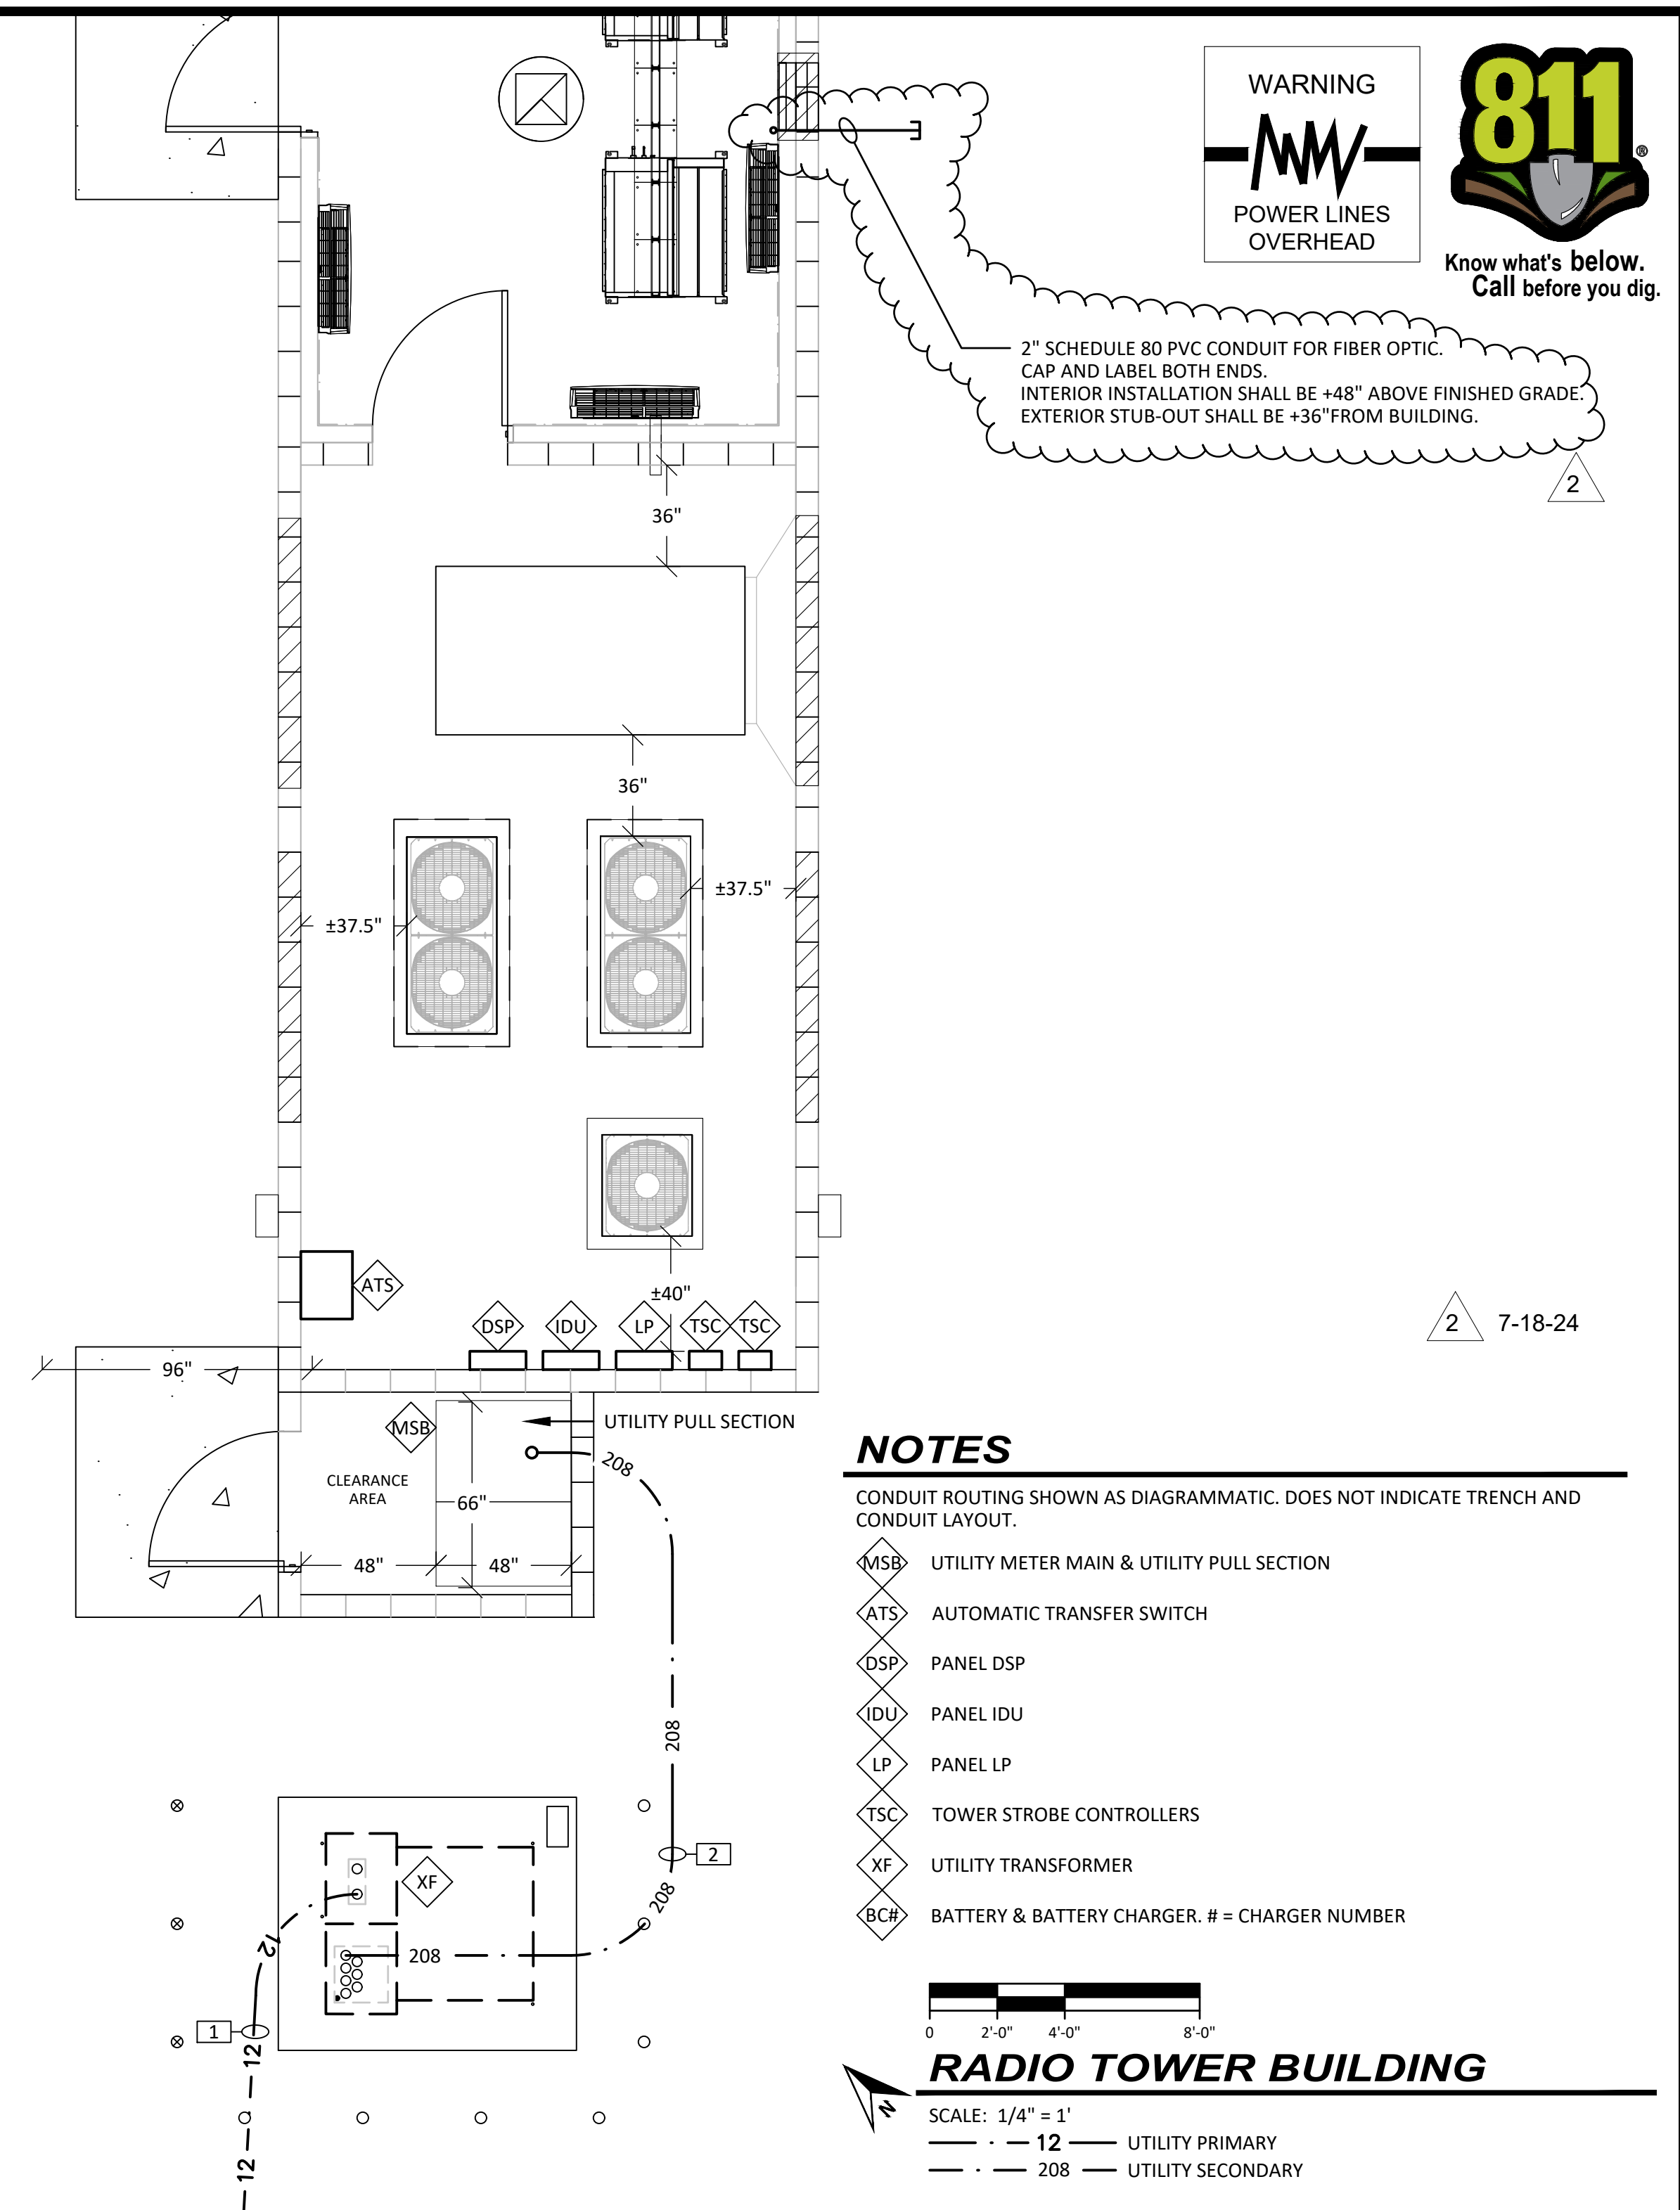 WARNING
POWER LINES
OVERHEAD
811
®
Know what's below.
Call before you dig.
2" SCHEDULE 80 PVC CONDUIT FOR FIBER OPTIC.
CAP AND LABEL BOTH ENDS.
INTERIOR INSTALLATION SHALL BE +48" ABOVE FINISHED GRADE.
EXTERIOR STUB-OUT SHALL BE +36"FROM BUILDING.
2
36"
36"
±37.5"
±37.5"
ATS
±40"
DSP
IDU
LP
TSC
TSC
2
7-18-24
96"
MSB
UTILITY PULL SECTION
208
CLEARANCE
AREA
66"
48"
48"
208
2
XF
208
208
12
1
12
12
NOTES
CONDUIT ROUTING SHOWN AS DIAGRAMMATIC. DOES NOT INDICATE TRENCH AND
CONDUIT LAYOUT.
MSB UTILITY METER MAIN & UTILITY PULL SECTION
ATS AUTOMATIC TRANSFER SWITCH
DSP PANEL DSP
IDU PANEL IDU
LP PANEL LP
TSC TOWER STROBE CONTROLLERS
XF UTILITY TRANSFORMER
BC# BATTERY & BATTERY CHARGER. # = CHARGER NUMBER
0 2'-0" 4'-0" 8'-0"
RADIO TOWER BUILDING
N
SCALE: 1/4" = 1'
12 UTILITY PRIMARY
208 UTILITY SECONDARY